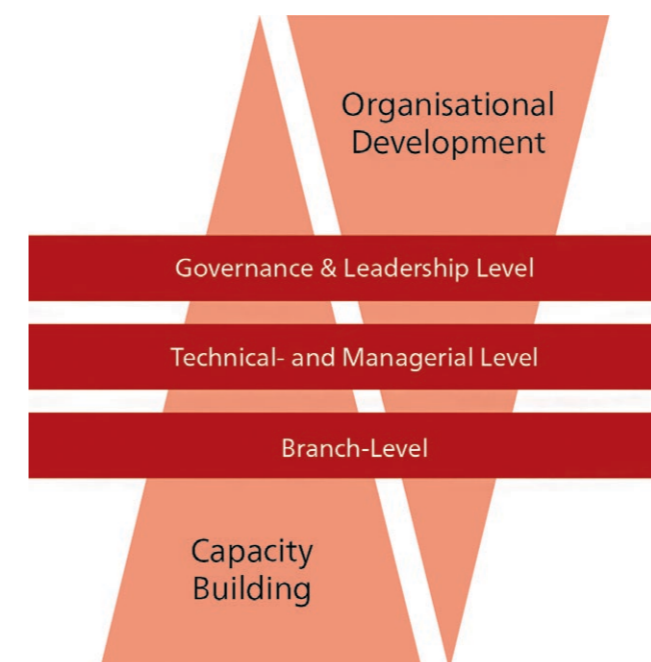 Organisational
Development
Governance & Leadership Level
Technical- and Managerial Level
Branch-Level
Capacity
Building